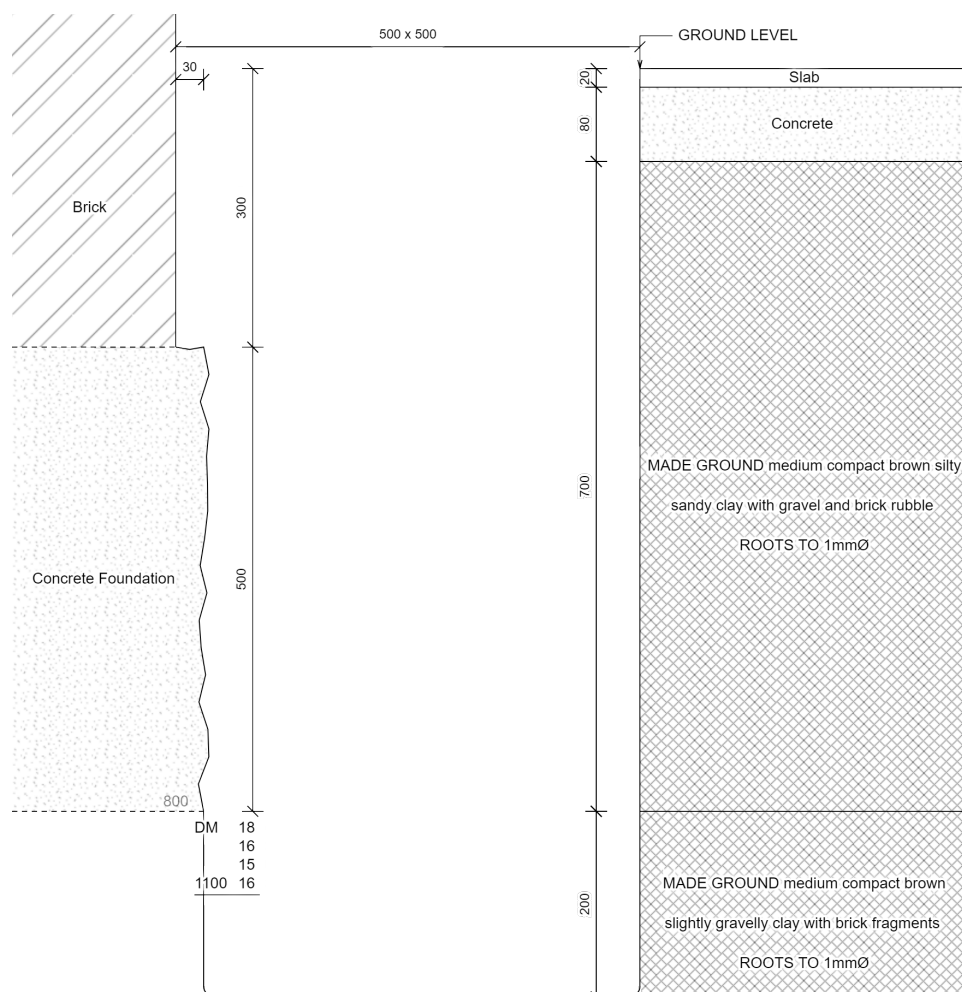 500 x 500
GROUND LEVEL
30
20
Slab
80
Concrete
Brick
300
700
MADE GROUND medium compact brown silty
sandy clay with gravel and brick rubble
ROOTS TO 1mmØ
Concrete Foundation
500
800
DM 18
16
15
1100 16
200
MADE GROUND medium compact brown
slightly gravelly clay with brick fragments
ROOTS TO 1mmØ